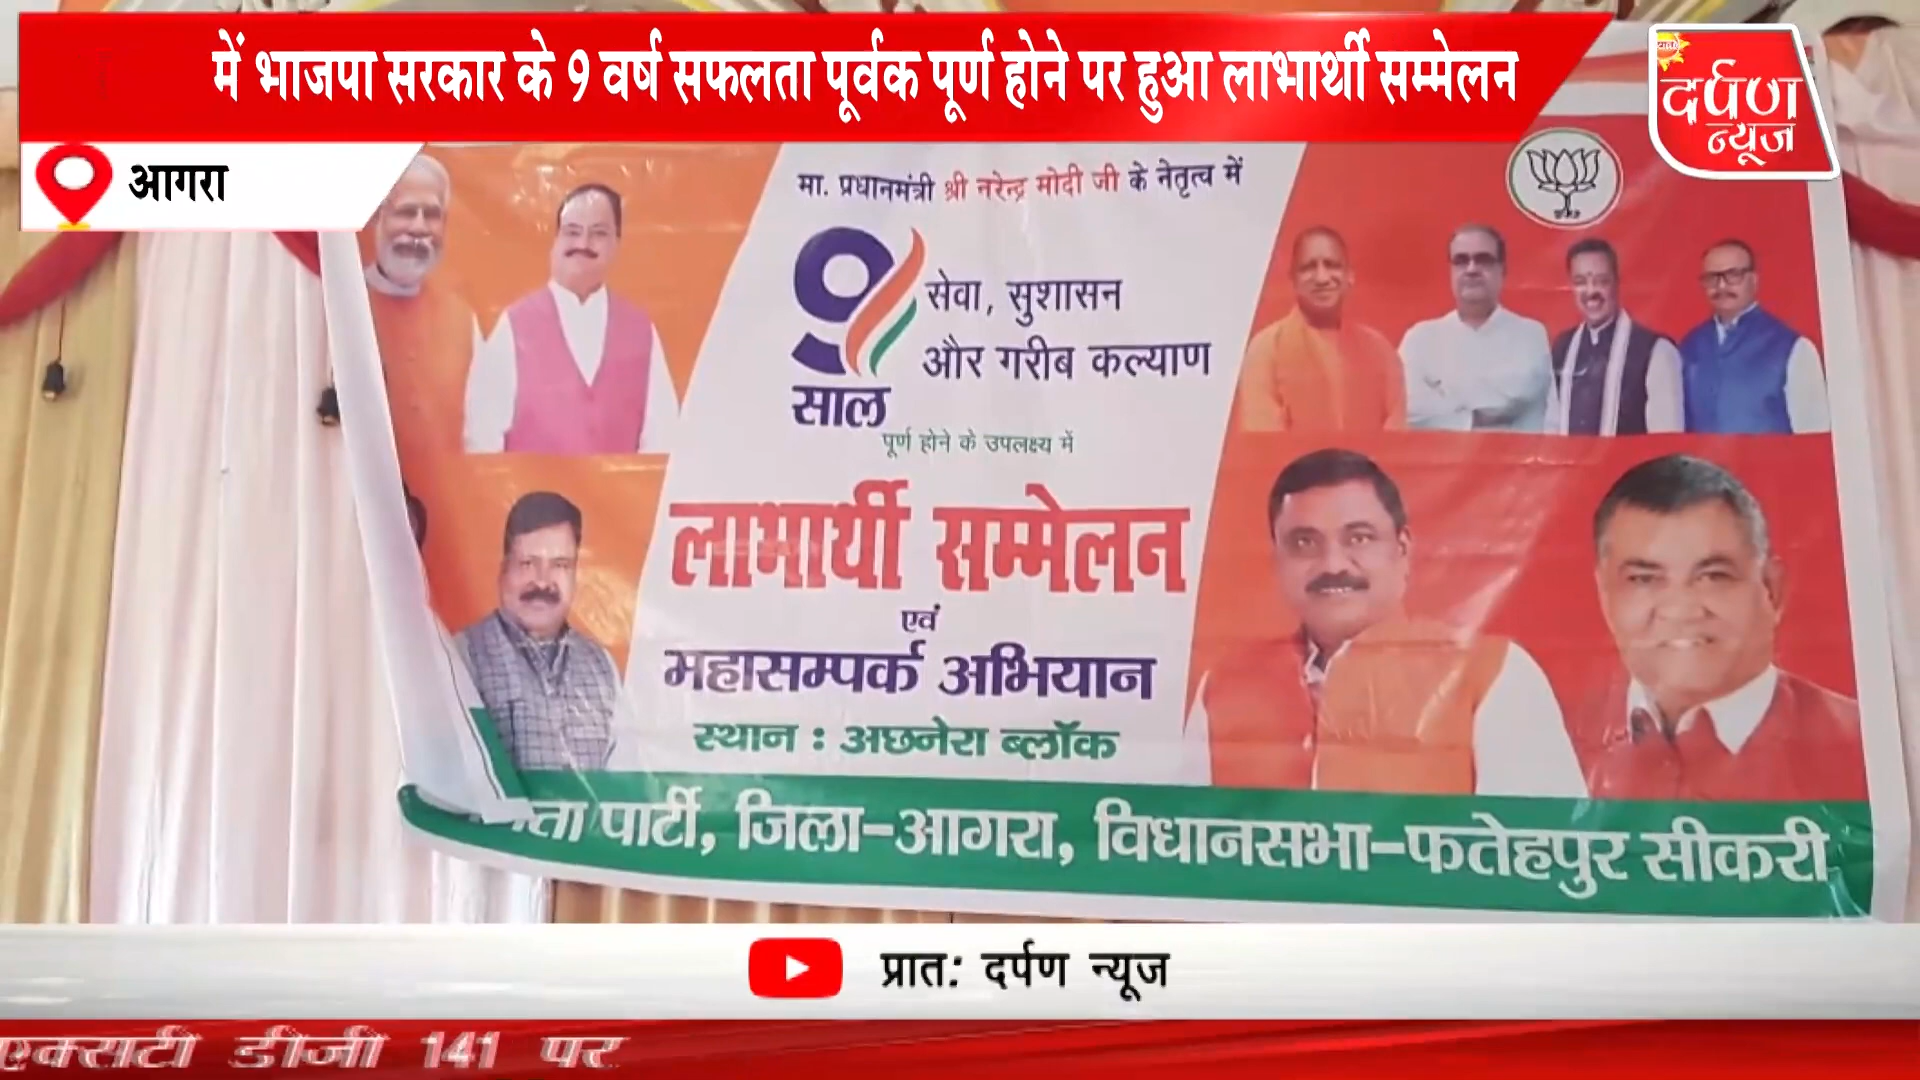 में भाजपा सरकार के 9 वर्ष सफलता पूर्वक पूर्ण होने पर हुआ लाभार्थी सम्मेलन
प्रातः
दर्पण
न्यूज
आगरा
मा. प्रधानमंत्री श्री नरेन्द्र मोदी जी के नेतृत्व में
9
साल
सेवा, सुशासन
और गरीब कल्याण
पूर्ण होने के उपलक्ष्य में
लाभार्थी सम्मेलन
एवं
महासम्पर्क अभियान
स्थान : अछनेरा ब्लॉक
पार्टी, जिला-आगरा, विधानसभा-फतेहपुर सीकरी
प्रात: दर्पण न्यूज
एक्सटी डीजी 141 पर